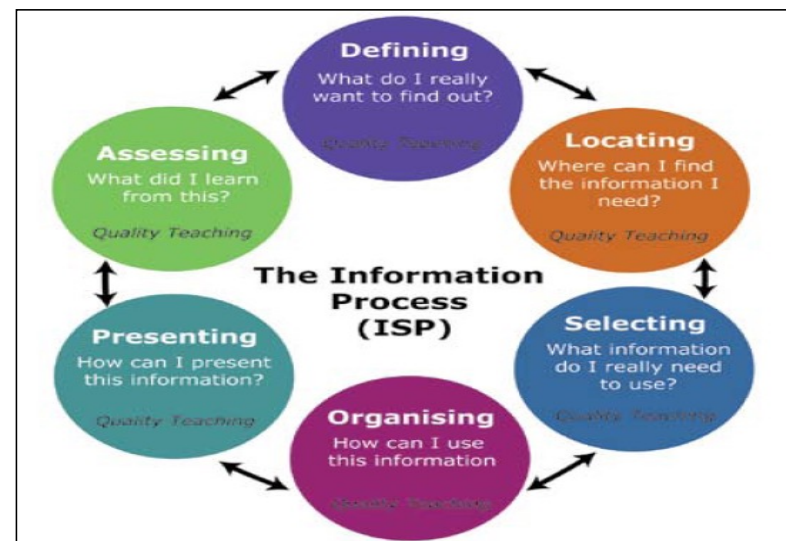 Defining
What do I really
want to find out?
Quality Teaching
Locating
Where can I find
the information I
need?
Quality Teaching
Selecting
What information
do I really need
to use?
Quality Teaching
Organising
How can I use
this information
Quality Teaching
Presenting
How can I present
this information?
Quality Teaching
Assessing
What did I learn
from this?
Quality Teaching
The Information
Process
(ISP)